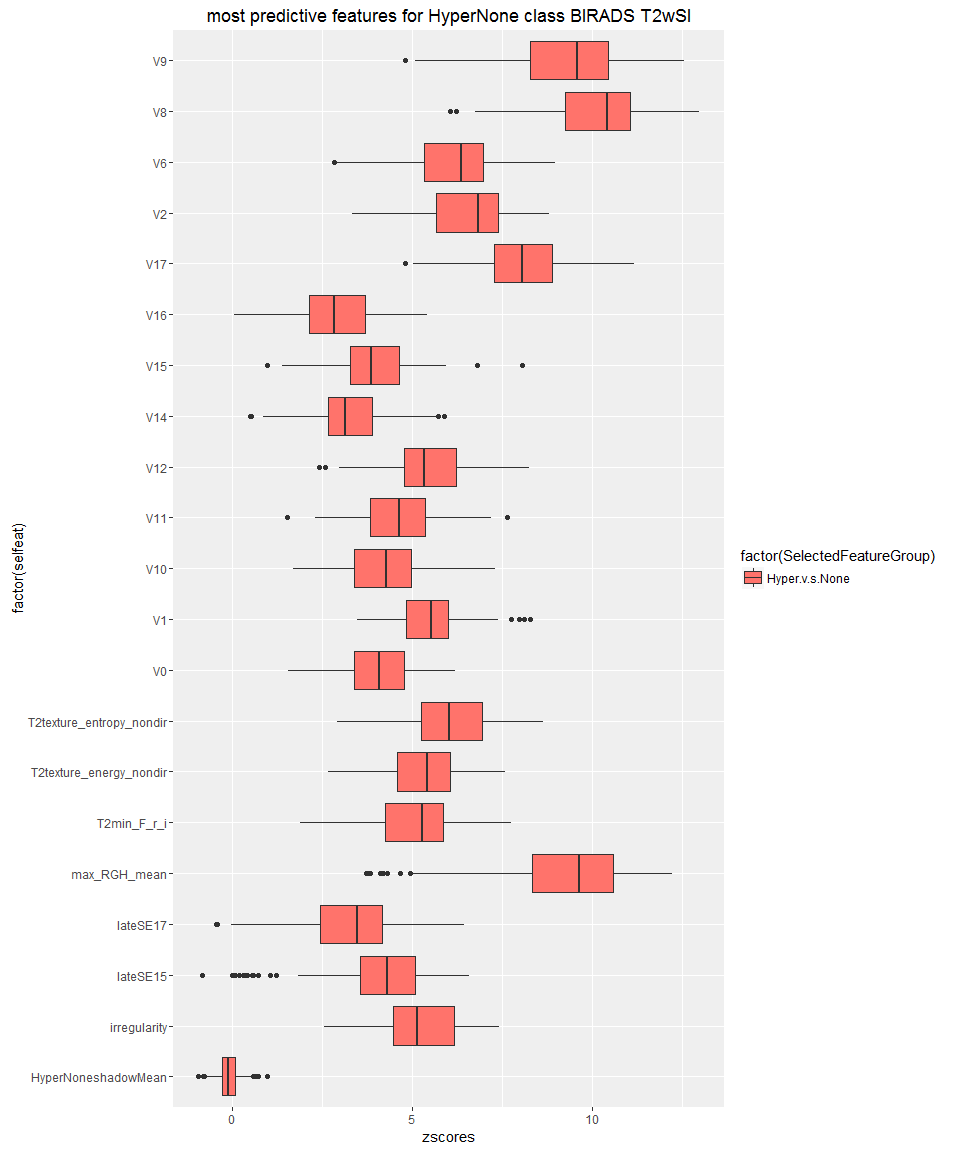 most predictive features for HyperNone class BIRADS T2wSI
V9
V8
V6
V2
V17
V16
V15
V14
V12
V11
V10
V1
V0
T2texture_entropy_nondir
T2texture_energy_nondir
T2min_F_r_i
max_RGH_mean
lateSE17
lateSE15
irregularity
HyperNoneshadowMean
factor(selfeat)
0 5 10
zscores
factor(SelectedFeatureGroup)
Hyper.v.s.None